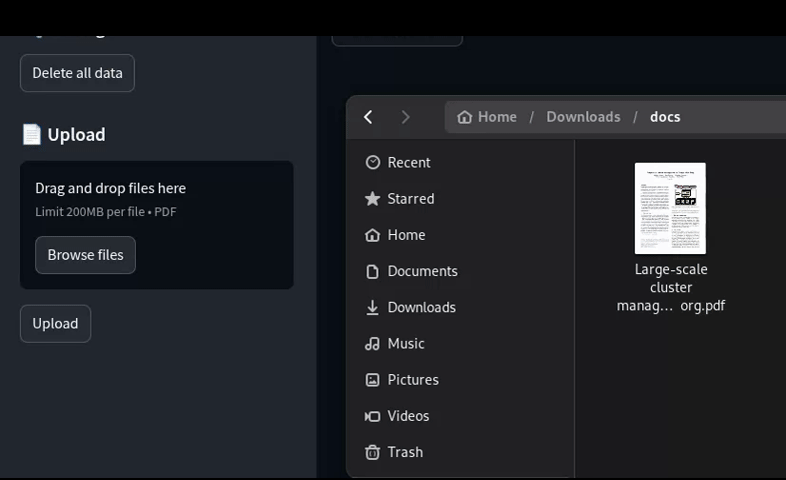 Delete all data
Upload
Drag and drop files here
Limit 200MB per file • PDF
Browse files
Upload
Home / Downloads / docs
Recent
Starred
Home
Documents
Downloads
Music
Pictures
Videos
Trash
Large-scale
cluster
manag... org.pdf